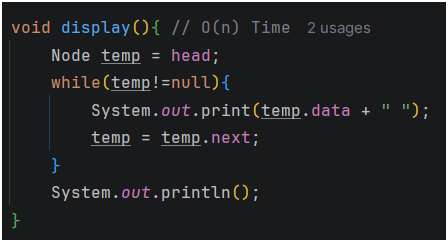 void display(){ // O(n) Time 2 usages
    Node temp = head;
    while(temp!=null){
        System.out.print(temp.data + " ");
        temp = temp.next;
    }
    System.out.println();
}